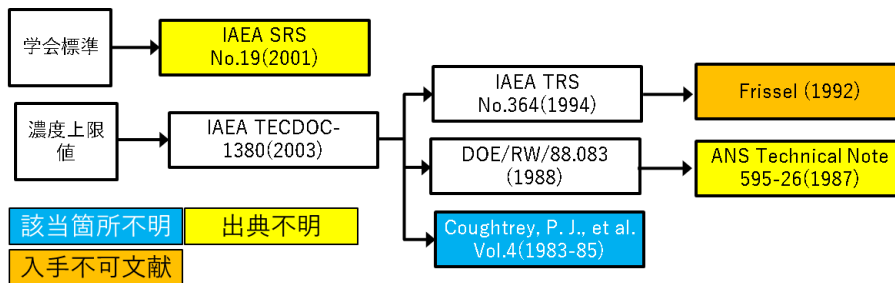 学会標準
IAEA SRS
No.19(2001)
IAEA TRS
No.364(1994)
Frissel (1992)
濃度上限
値
IAEA TECDOC-
1380(2003)
DOE/RW/88.083
(1988)
ANS Technical Note
595-26(1987)
Coughtrey, P. J., et al.
Vol.4(1983-85)
該当箇所不明
出典不明
入手不可文献